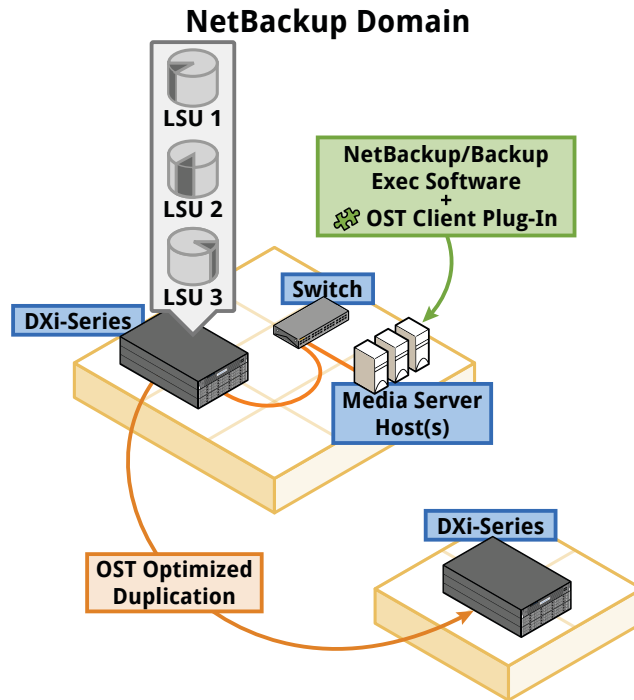 NetBackup Domain
LSU 1
LSU 2
LSU 3
NetBackup/Backup
Exec Software
+
OST Client Plug-In
Switch
DXi-Series
Media Server
Host(s)
DXi-Series
OST Optimized
Duplication